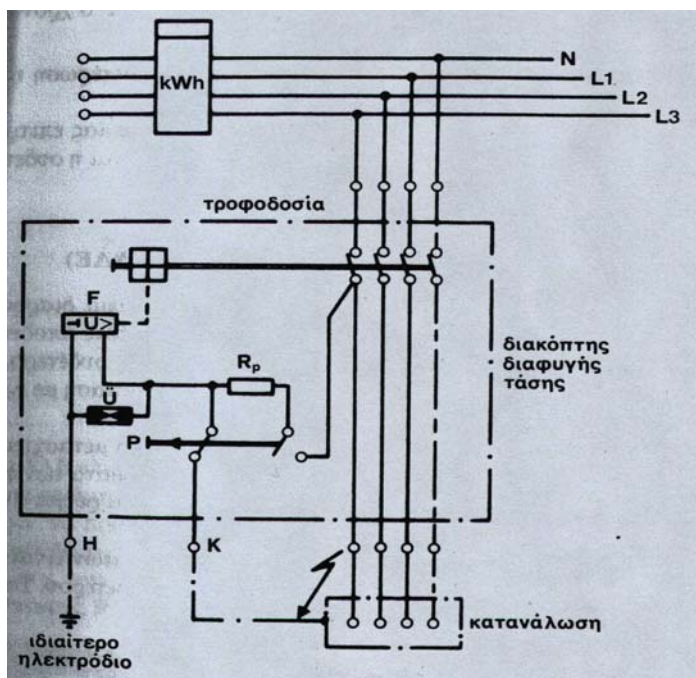 N
kWh
L1
L2
L3
τροφοδοσία
F
U>
Rp
Ü
P
διακόπτης
διαφυγής
τάσης
H
K
ιδιαίτερο
ηλεκτρόδιο
κατανάλωση